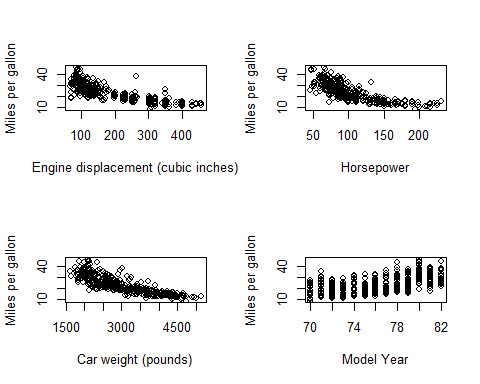 Miles per gallon
10
40
100
200
300
400
Engine displacement (cubic inches)
Miles per gallon
10
40
50
100
150
200
Horsepower
Miles per gallon
10
40
1500
3000
4500
Car weight (pounds)
Miles per gallon
10
40
70
74
78
82
Model Year